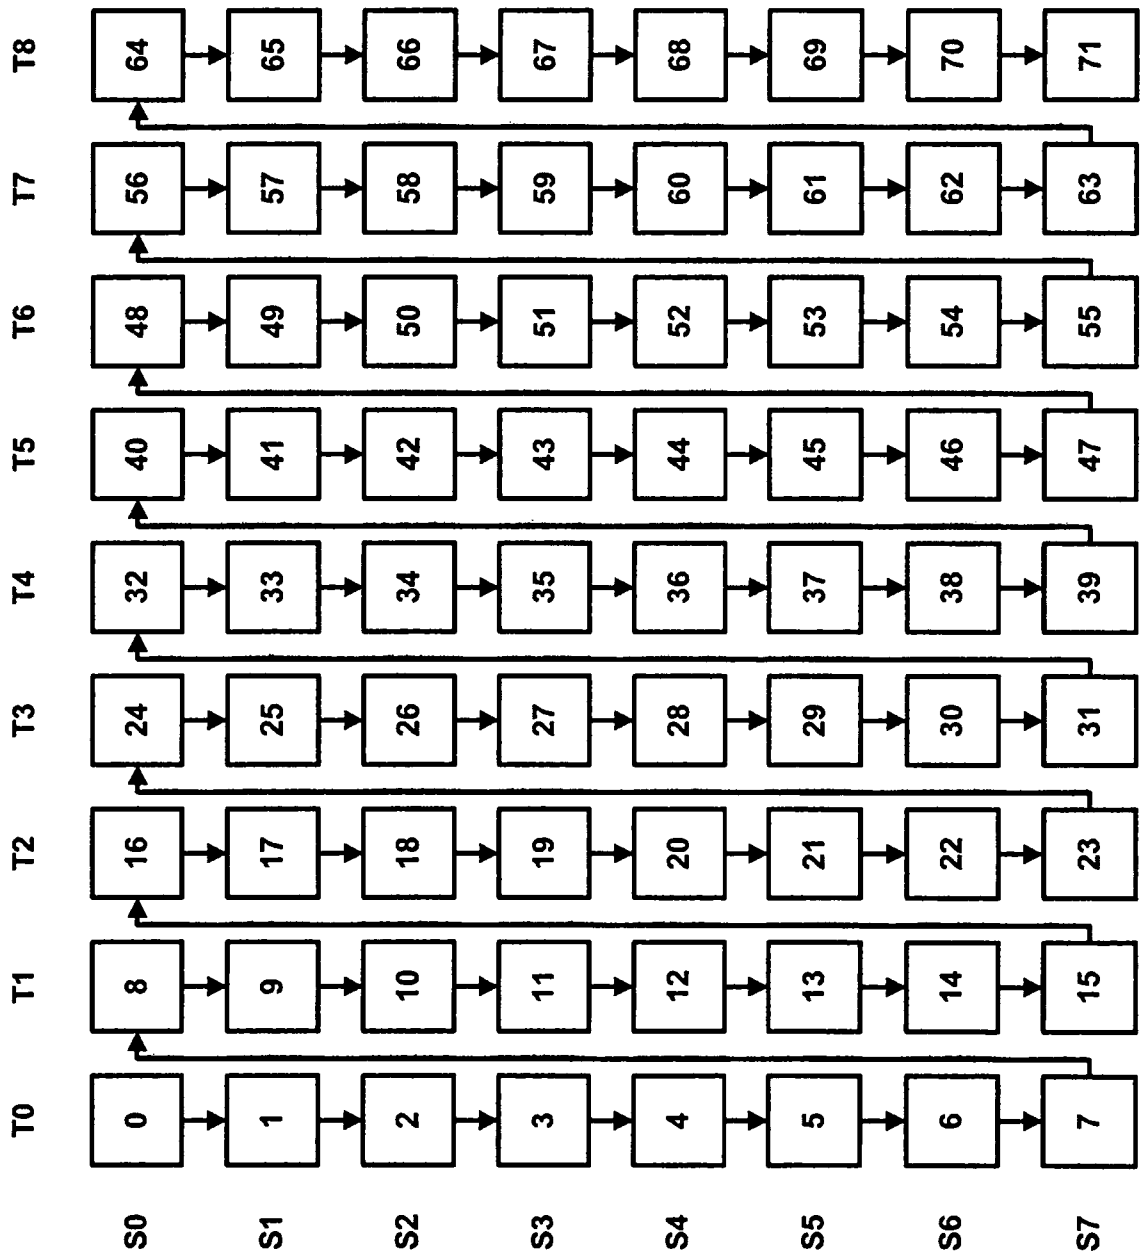 T0 T1 T2 T3 T4 T5 T6 T7 T8
S0 0 8 16 24 32 40 48 56 64
S1 1 9 17 25 33 41 49 57 65
S2 2 10 18 26 34 42 50 58 66
S3 3 11 19 27 35 43 51 59 67
S4 4 12 20 28 36 44 52 60 68
S5 5 13 21 29 37 45 53 61 69
S6 6 14 22 30 38 46 54 62 70
S7 7 15 23 31 39 47 55 63 71